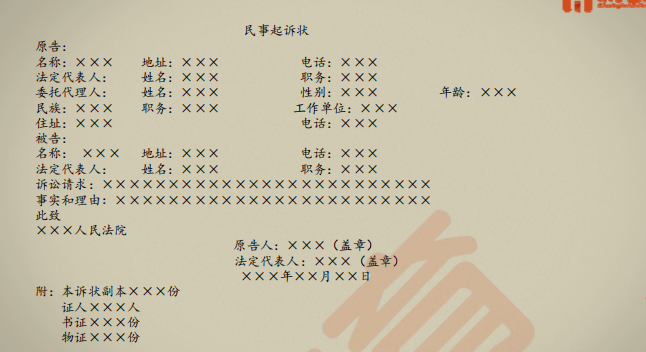 民事起诉状
原告：
名称：××× 地址：××× 电话：×××
法定代表人： 姓名：××× 职务：×××
委托代理人： 姓名：××× 性别：××× 年龄：×××
民族：××× 职务：××× 工作单位：×××
住址：××× 电话：×××
被告：
名称： ××× 地址：××× 电话：×××
法定代表人： 姓名：××× 职务：×××
诉讼请求：×××××××××××××××××××××××××
事实和理由：××××××××××××××××××××××××
此致
×××人民法院
原告人：×××（盖章）
法定代表人：×××（盖章）
×××年××月××日
附：本诉状副本×××份
证人×××人
书证×××份
物证×××份